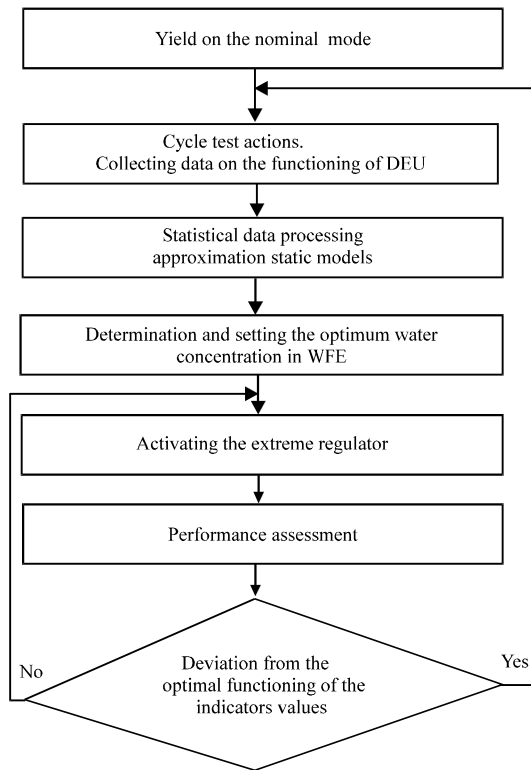 Yield on the nominal mode
Cycle test actions.
Collecting data on the functioning of DEU
Statistical data processing
approximation static models
Determination and setting the optimum water
concentration in WFE
Activating the extreme regulator
Performance assessment
No
Yes
Deviation from the
optimal functioning of the
indicators values